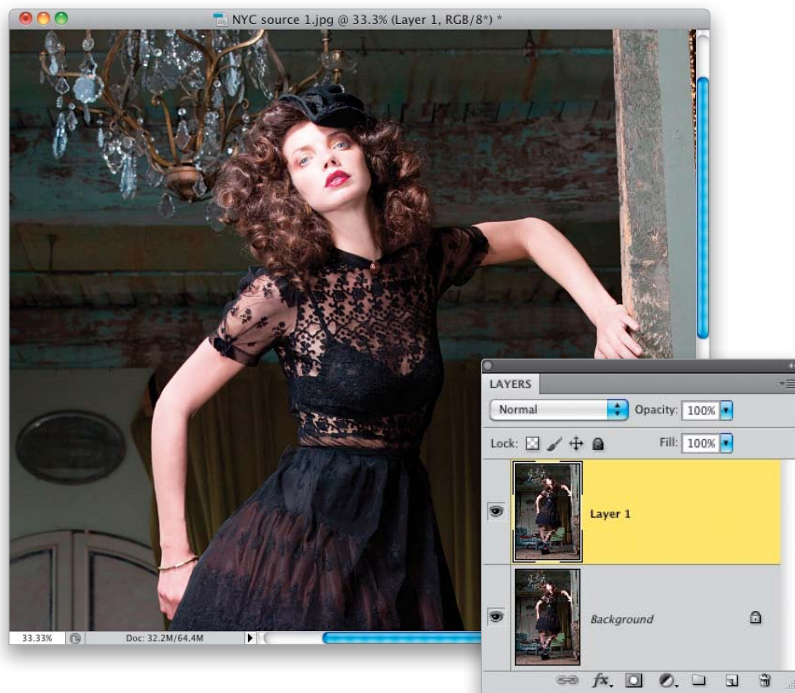 NYC source 1.jpg @ 33.3% (Layer 1, RGB/8*) *
LAYERS
Normal Opacity: 100%
Lock: Fill: 100%
Layer 1
Background
fx.
33.33% Doc: 32.2M/64.4M